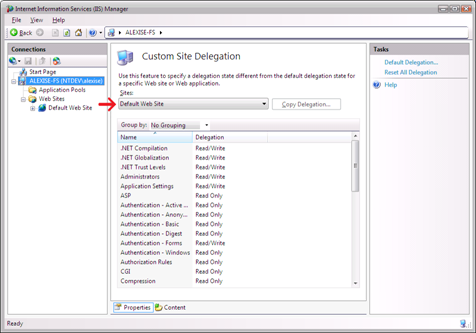 Internet Information Services (IIS) Manager
File View Help
Back
ALEXISE-FS
Connections
Start Page
ALEXISE-FS (NTDEV\alexise)
Application Pools
Web Sites
Default Web Site
Custom Site Delegation
Use this feature to specify a delegation state different from the default delegation state for
a specific Web site or Web application.
Sites:
Default Web Site
Copy Delegation...
Group by: No Grouping
Name Delegation
.NET Compilation Read/Write
.NET Globalization Read/Write
.NET Trust Levels Read/Write
Administrators Read/Write
Application Settings Read/Write
ASP Read Only
Authentication - Active ... Read Only
Authentication - Anony... Read Only
Authentication - Basic Read Only
Authentication - Digest Read Only
Authentication - Forms Read/Write
Authentication - Windows Read Only
Authorization Rules Read Only
CGI Read Only
Compression Read Only
Properties Content
Tasks
Default Delegation...
Reset All Delegation
Help
Ready